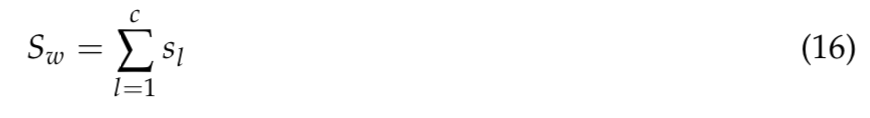 $S_w = \sum_{l=1}^{c} s_l$ (16)